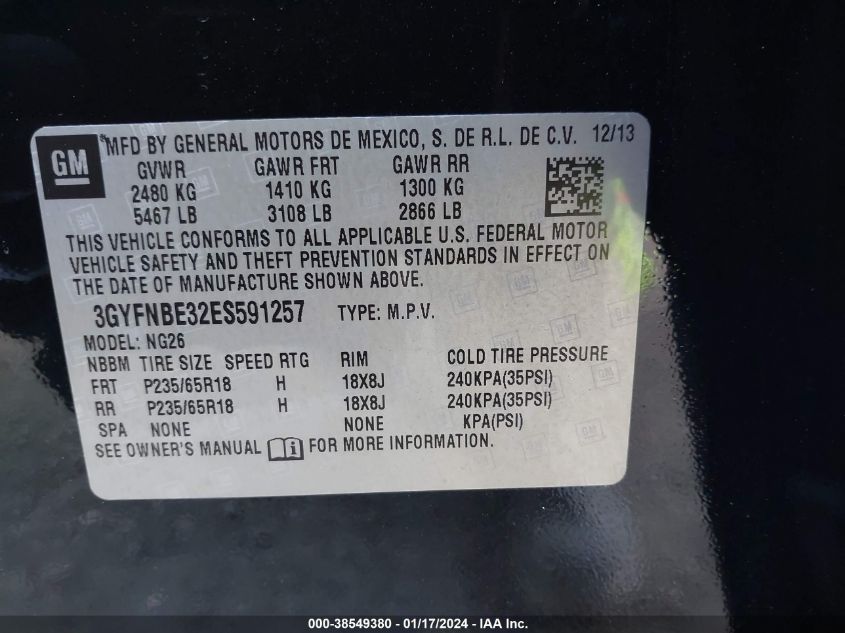 GM
MFD BY GENERAL MOTORS DE MEXICO, S. DE R.L. DE C.V. 12/13
GVWR GAWR FRT GAWR RR
2480 KG 1410 KG 1300 KG
5467 LB 3108 LB 2866 LB
THIS VEHICLE CONFORMS TO ALL APPLICABLE U.S. FEDERAL MOTOR
VEHICLE SAFETY AND THEFT PREVENTION STANDARDS IN EFFECT ON
THE DATE OF MANUFACTURE SHOWN ABOVE.
3GYFNBE32ES591257 TYPE: M.P.V.
MODEL: NG26
NBBM TIRE SIZE SPEED RTG RIM COLD TIRE PRESSURE
FRT P235/65R18 H 18X8J 240KPA(35PSI)
RR P235/65R18 H 18X8J 240KPA(35PSI)
SPA NONE NONE KPA(PSI)
SEE OWNER'S MANUAL i FOR MORE INFORMATION.
000-38549380 - 01/17/2024 - IAA Inc.